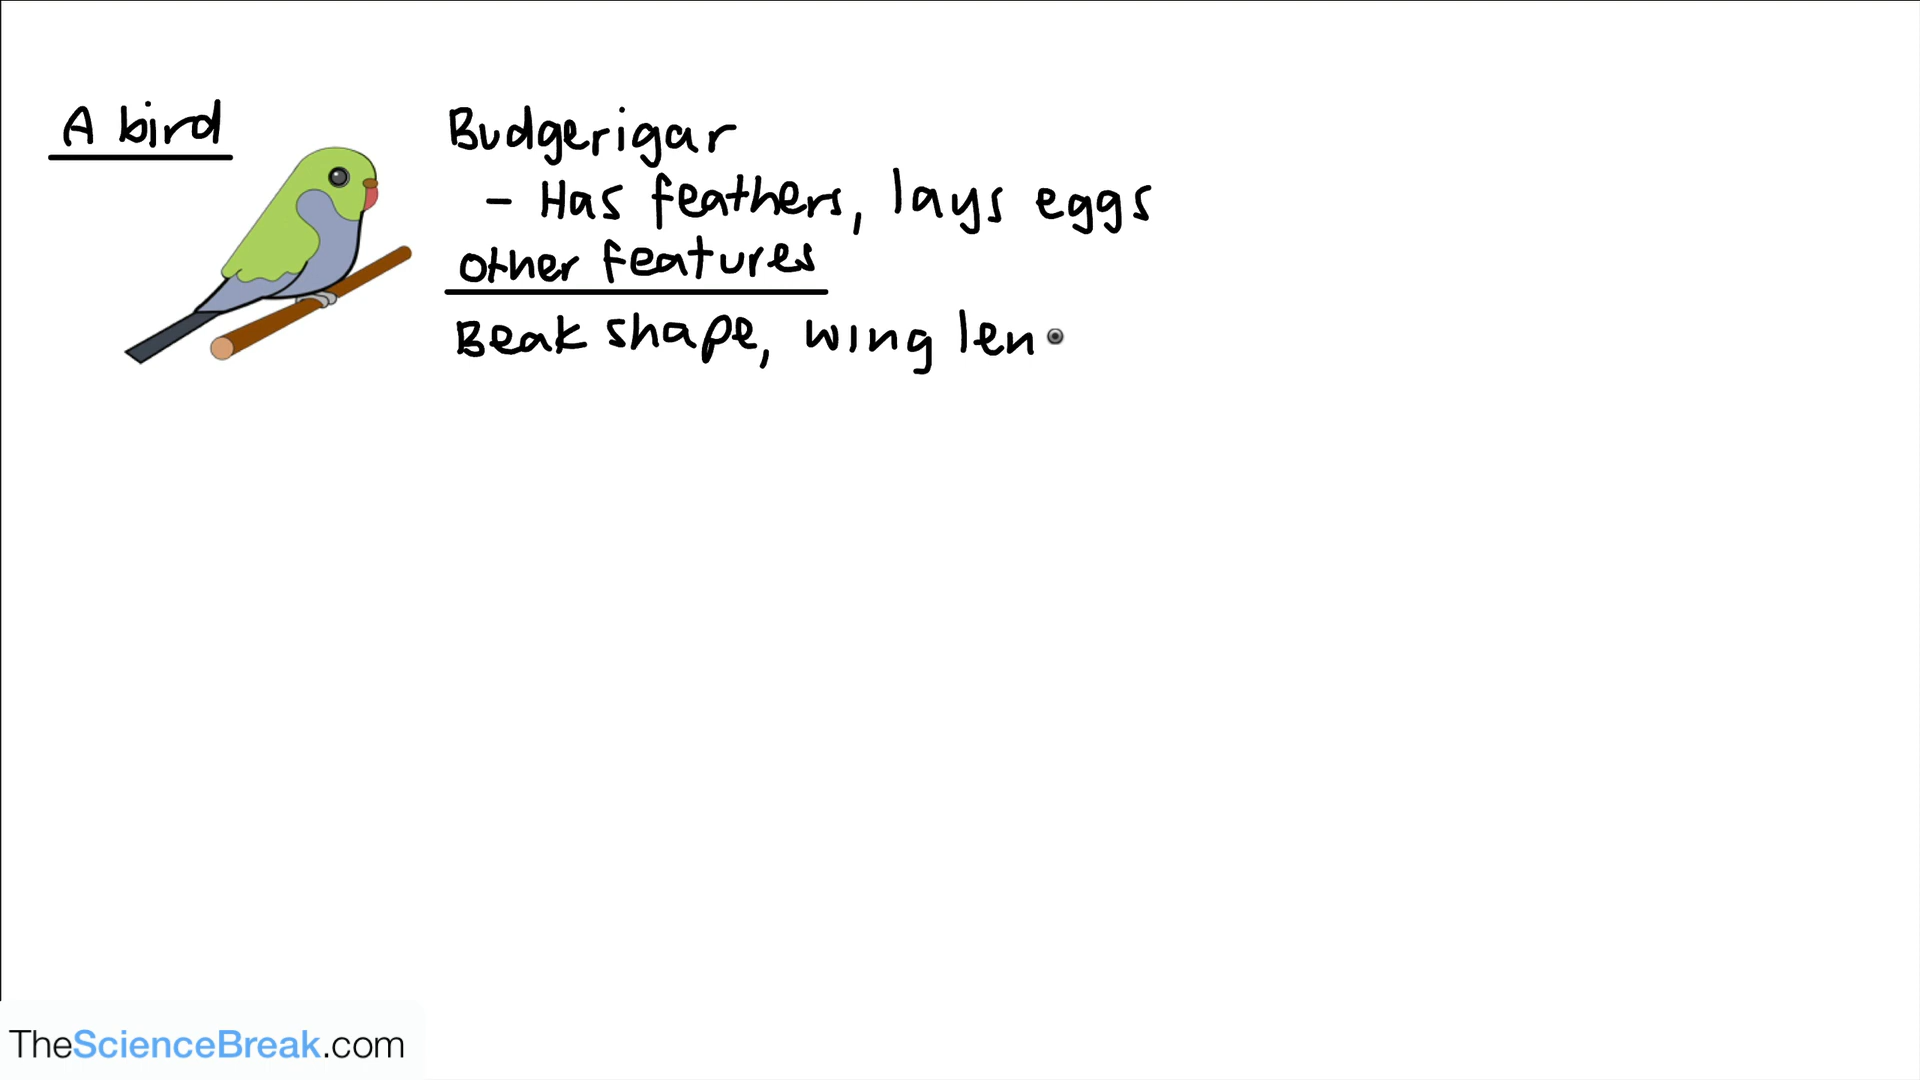 A bird
Budgerigar
- Has feathers, lays eggs
other features
Beak shape, wing len
TheScienceBreak.com